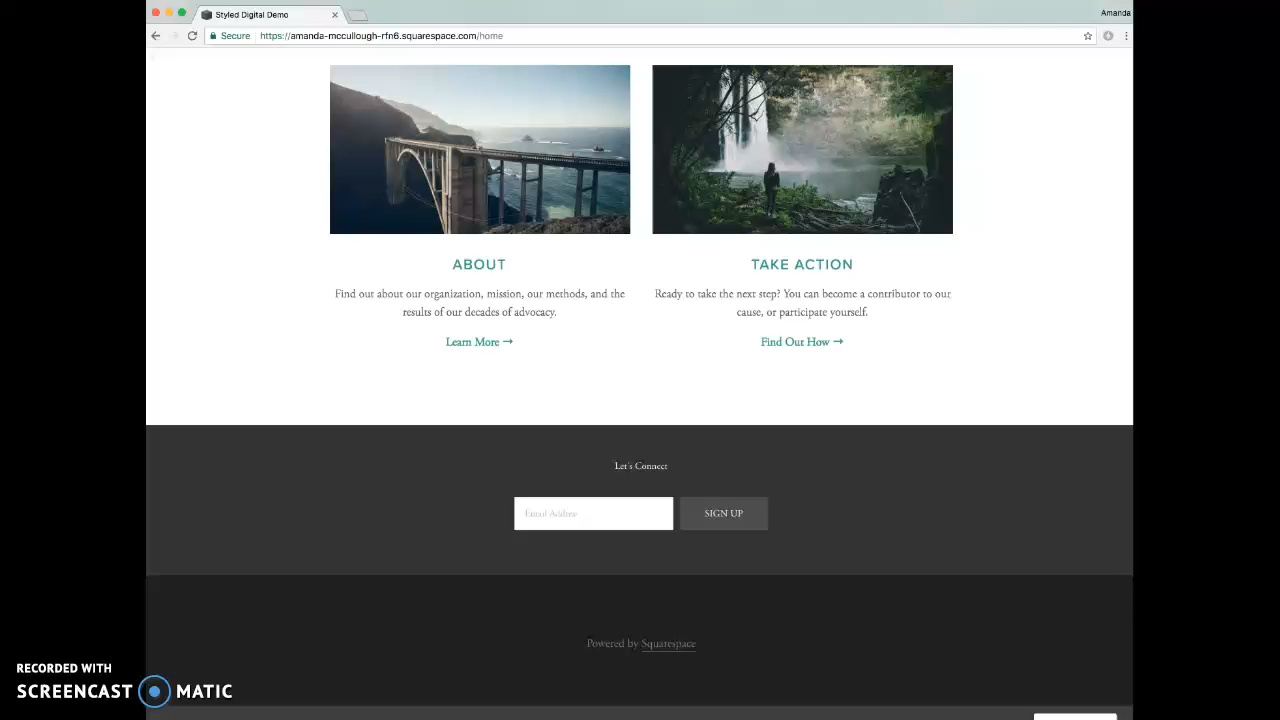 Styled Digital Demo
Amanda
Secure
https://amanda-mccullough-rfn6.squarespace.com/home
ABOUT
Find out about our organization, mission, our methods, and the
results of our decades of advocacy.
Learn More →
TAKE ACTION
Ready to take the next step? You can become a contributor to our
cause, or participate yourself.
Find Out How →
Let's Connect
Email Address
SIGN UP
Powered by Squarespace
RECORDED WITH
SCREENCAST MATIC